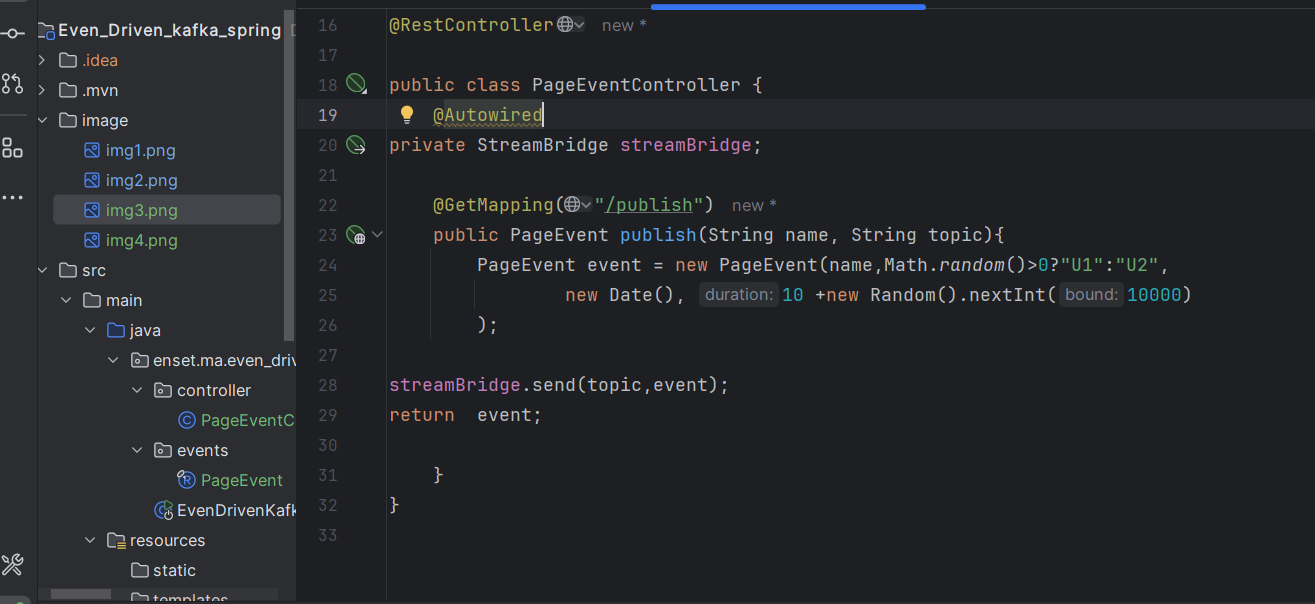 Even_Driven_kafka_spring
.idea
.mvn
image
img1.png
img2.png
img3.png
img4.png
src
main
java
enset.ma.even_driv
controller
PageEventC
events
PageEvent
EvenDrivenKafk
resources
static
templates
16 @RestController new *
17
18 public class PageEventController {
19 @Autowired
20 private StreamBridge streamBridge;
21
22 @GetMapping("/publish") new *
23 public PageEvent publish(String name, String topic){
24 PageEvent event = new PageEvent(name,Math.random()>0?"U1":"U2",
25 new Date(), duration: 10 +new Random().nextInt( bound: 10000)
26 );
27
28 streamBridge.send(topic,event);
29 return event;
30
31 }
32 }
33